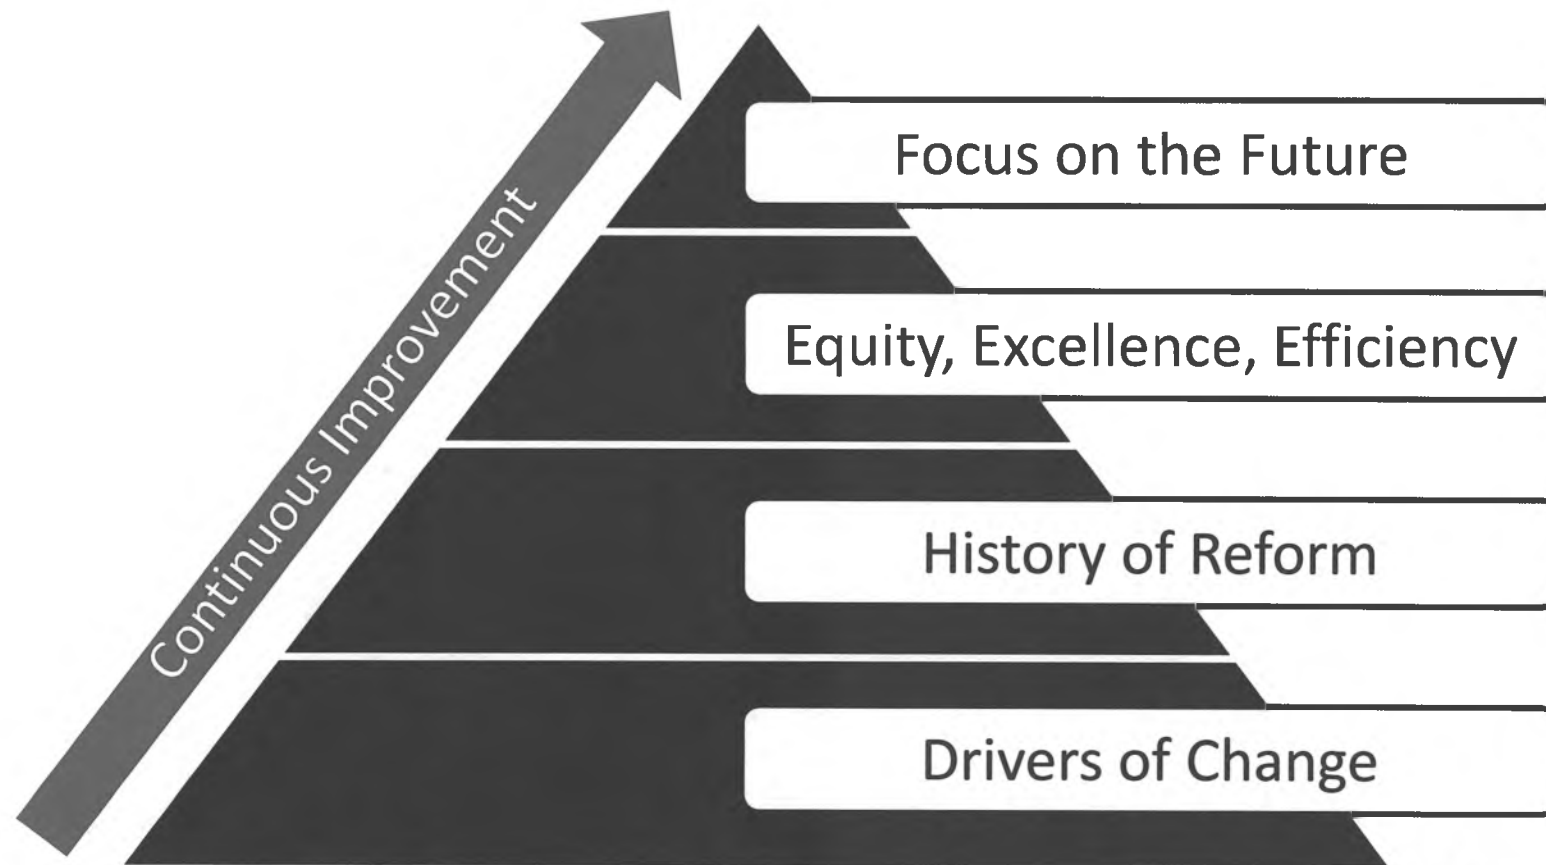 Continuous Improvement
Focus on the Future
Equity, Excellence, Efficiency
History of Reform
Drivers of Change